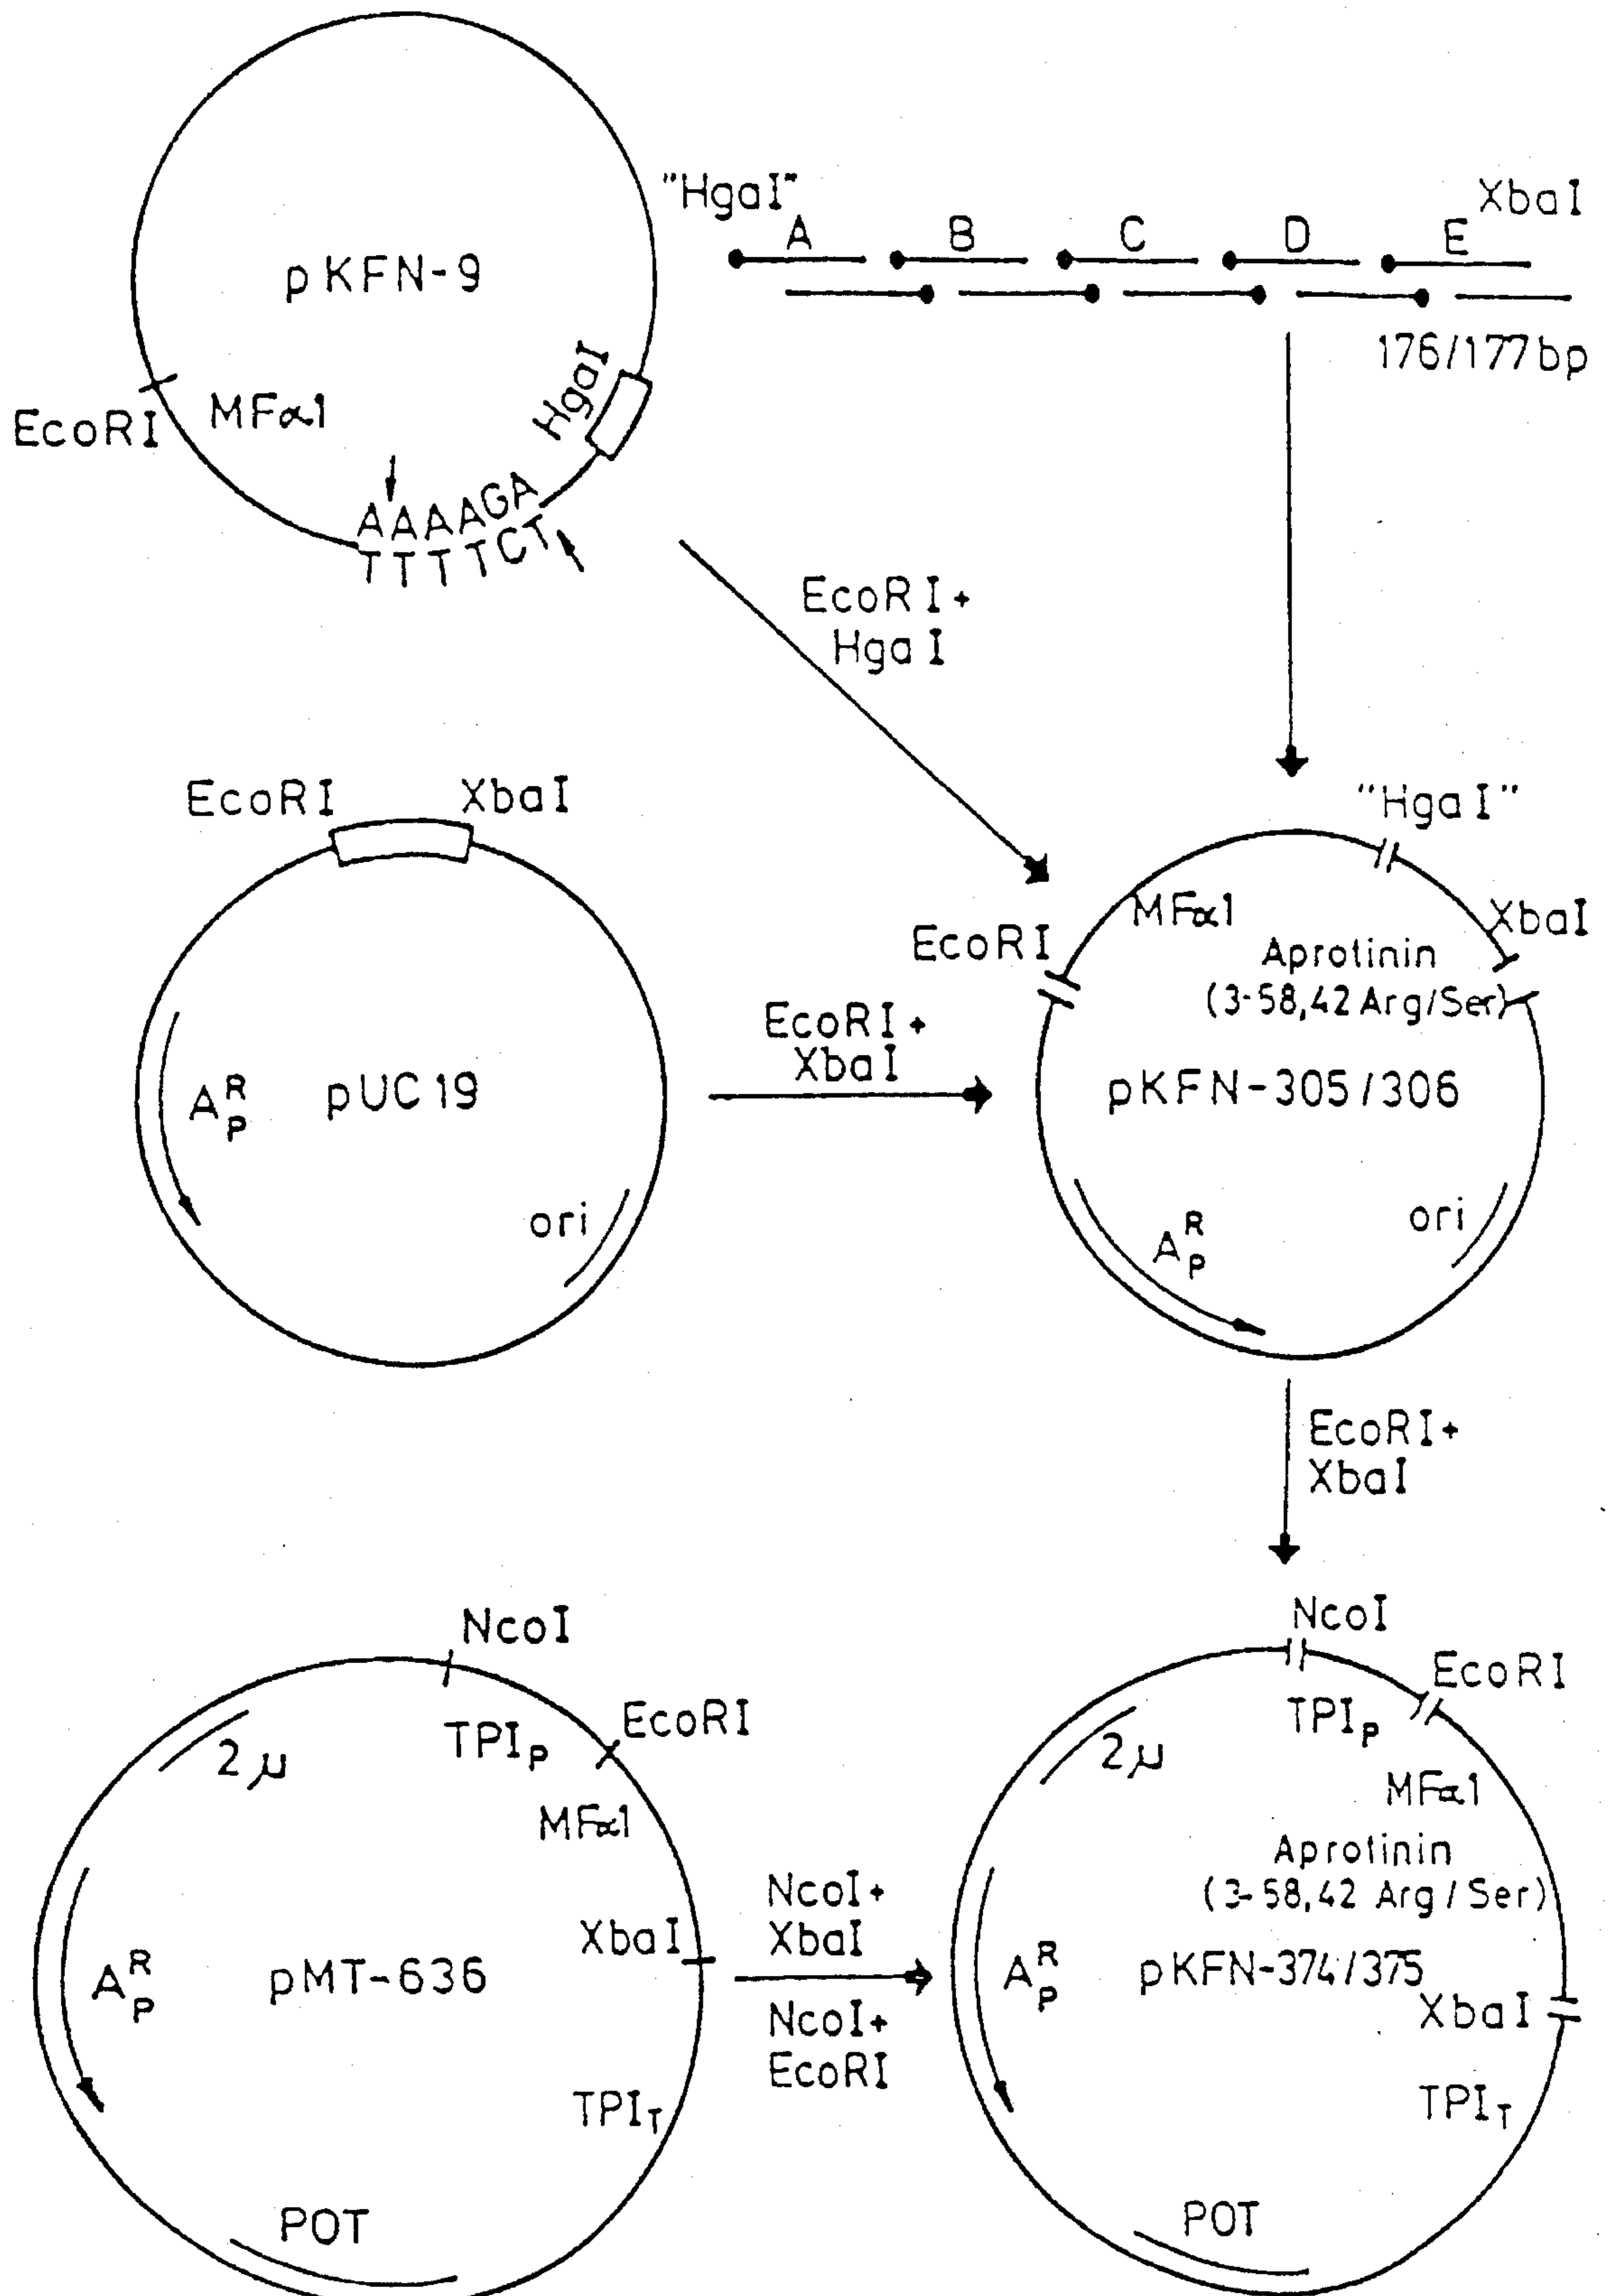 "HgaI"
XbaI
A
B
C
D
E
pKFN-9
176/177bp
HgaI
EcoRI
MFα1
AAAAGA
TTTTCT
EcoRI+
HgaI
EcoRI
XbaI
"HgaI"
MFα1
XbaI
EcoRI
Aprotinin
(3-58,42 Arg/Ser)
EcoRI+
XbaI
A^R_P
pUC19
pKFN-305/306
ori
ori
A^R_P
EcoRI+
XbaI
NcoI
NcoI
EcoRI
EcoRI
TPI_P
TPI_P
2μ
2μ
MFα1
MFα1
Aprotinin
(3-58,42 Arg/Ser)
NcoI+
XbaI
XbaI
A^R_P
pMT-636
A^R_P
pKFN-374/375
XbaI
NcoI+
EcoRI
TPI_T
TPI_T
POT
POT